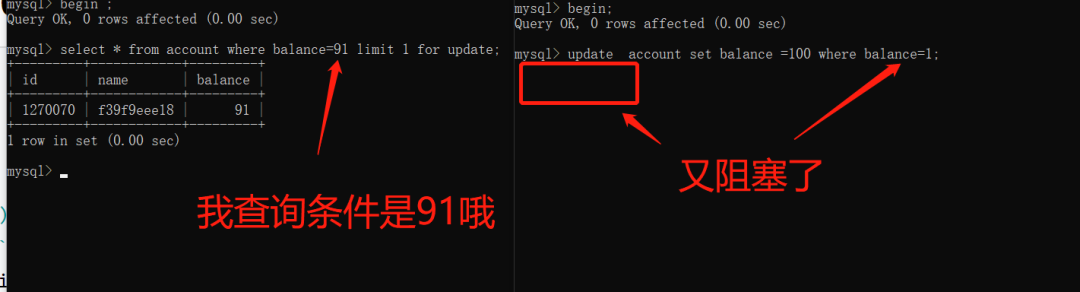 mysql> begin ;
Query OK, 0 rows affected (0.00 sec)
mysql> select * from account where balance=91 limit 1 for update;
+---------+------------+---------+
| id | name | balance |
+---------+------------+---------+
| 1270070 | f39f9eee18 | 91 |
+---------+------------+---------+
1 row in set (0.00 sec)
mysql> _
我查询条件是91哦
)
`
i
mysql> begin;
Query OK, 0 rows affected (0.00 sec)
mysql> update  account set balance =100 where balance=1;
又阻塞了